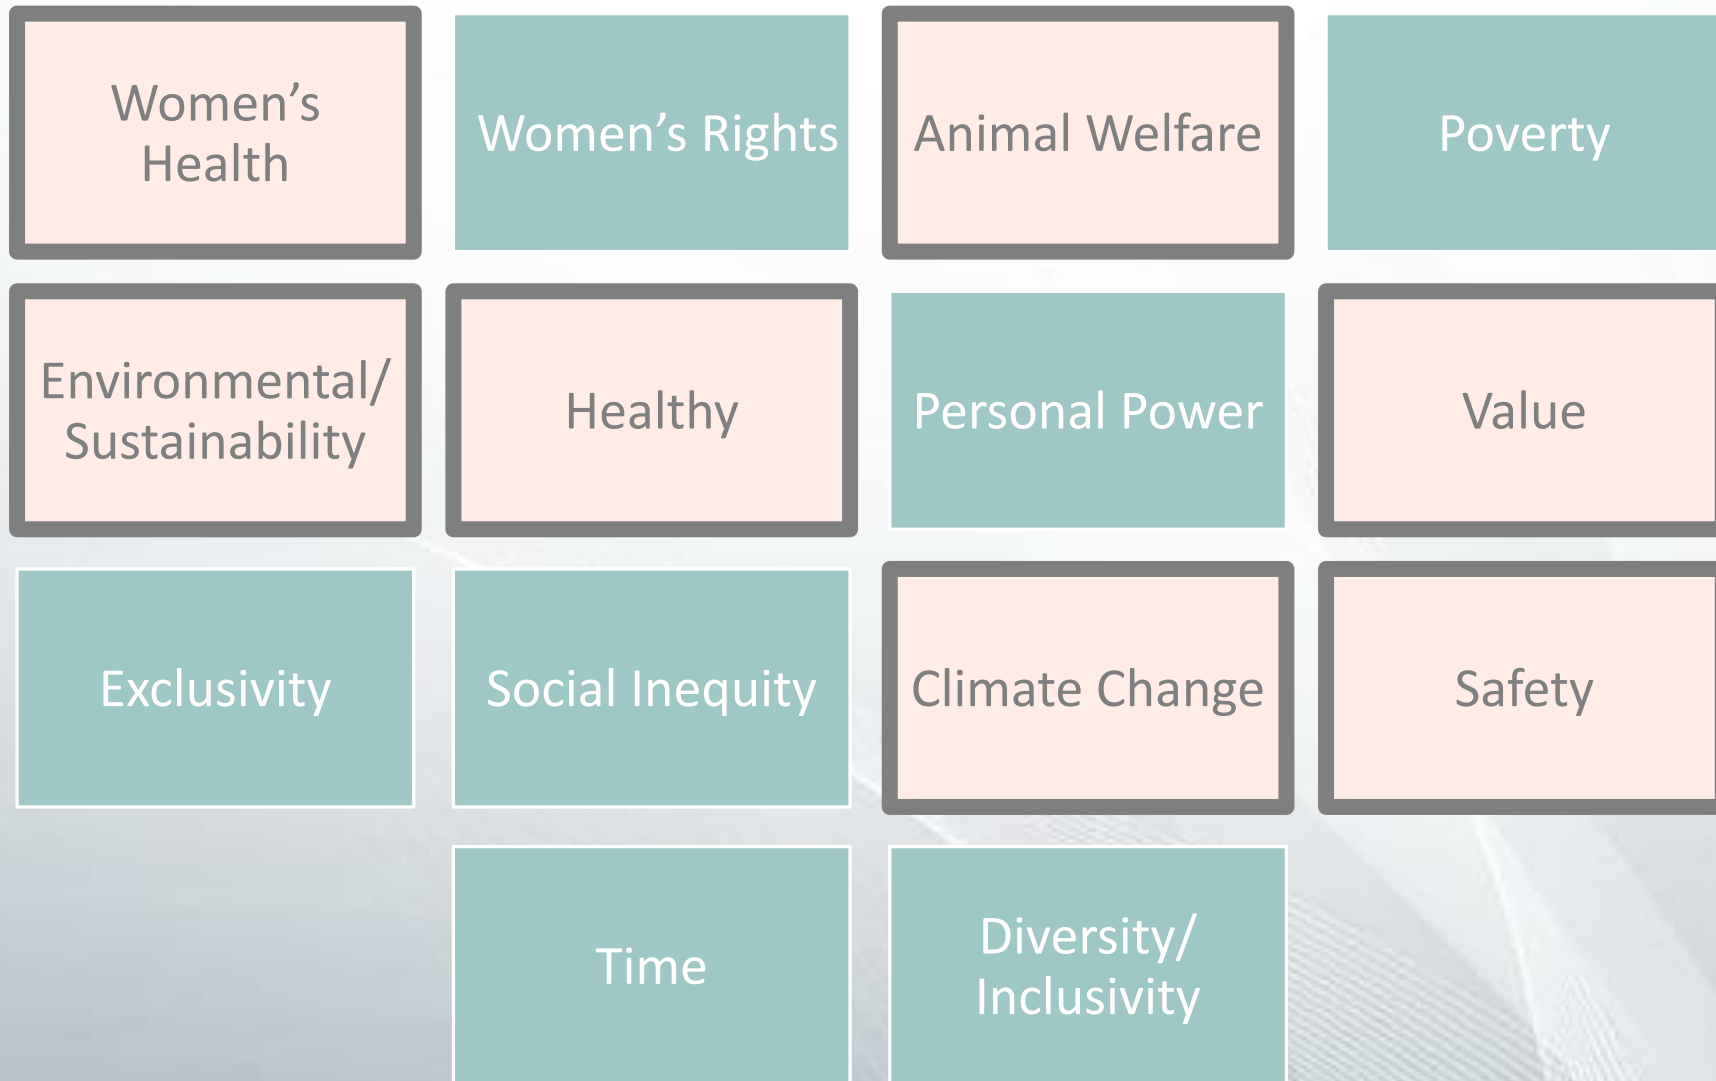 Women’s
Health
Women’s Rights
Animal Welfare
Poverty
Environmental/
Sustainability
Healthy
Personal Power
Value
Exclusivity
Social Inequity
Climate Change
Safety
Time
Diversity/
Inclusivity